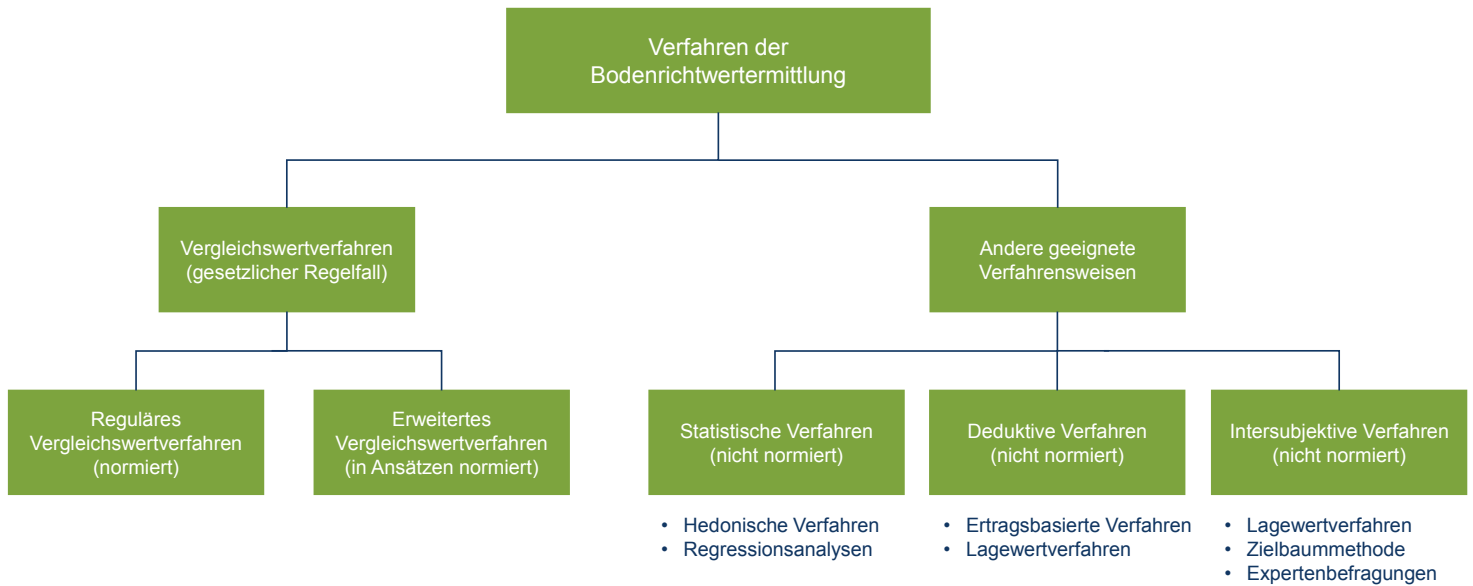 Verfahren der
Bodenrichtwertermittlung
Vergleichswertverfahren
(gesetzlicher Regelfall)
Andere geeignete
Verfahrensweisen
Reguläres
Vergleichswertverfahren
(normiert)
Erweitertes
Vergleichswertverfahren
(in Ansätzen normiert)
Statistische Verfahren
(nicht normiert)
Deduktive Verfahren
(nicht normiert)
Intersubjektive Verfahren
(nicht normiert)
• Hedonische Verfahren
• Regressionsanalysen
• Ertragsbasierte Verfahren
• Lagewertverfahren
• Lagewertverfahren
• Zielbaummethode
• Expertenbefragungen